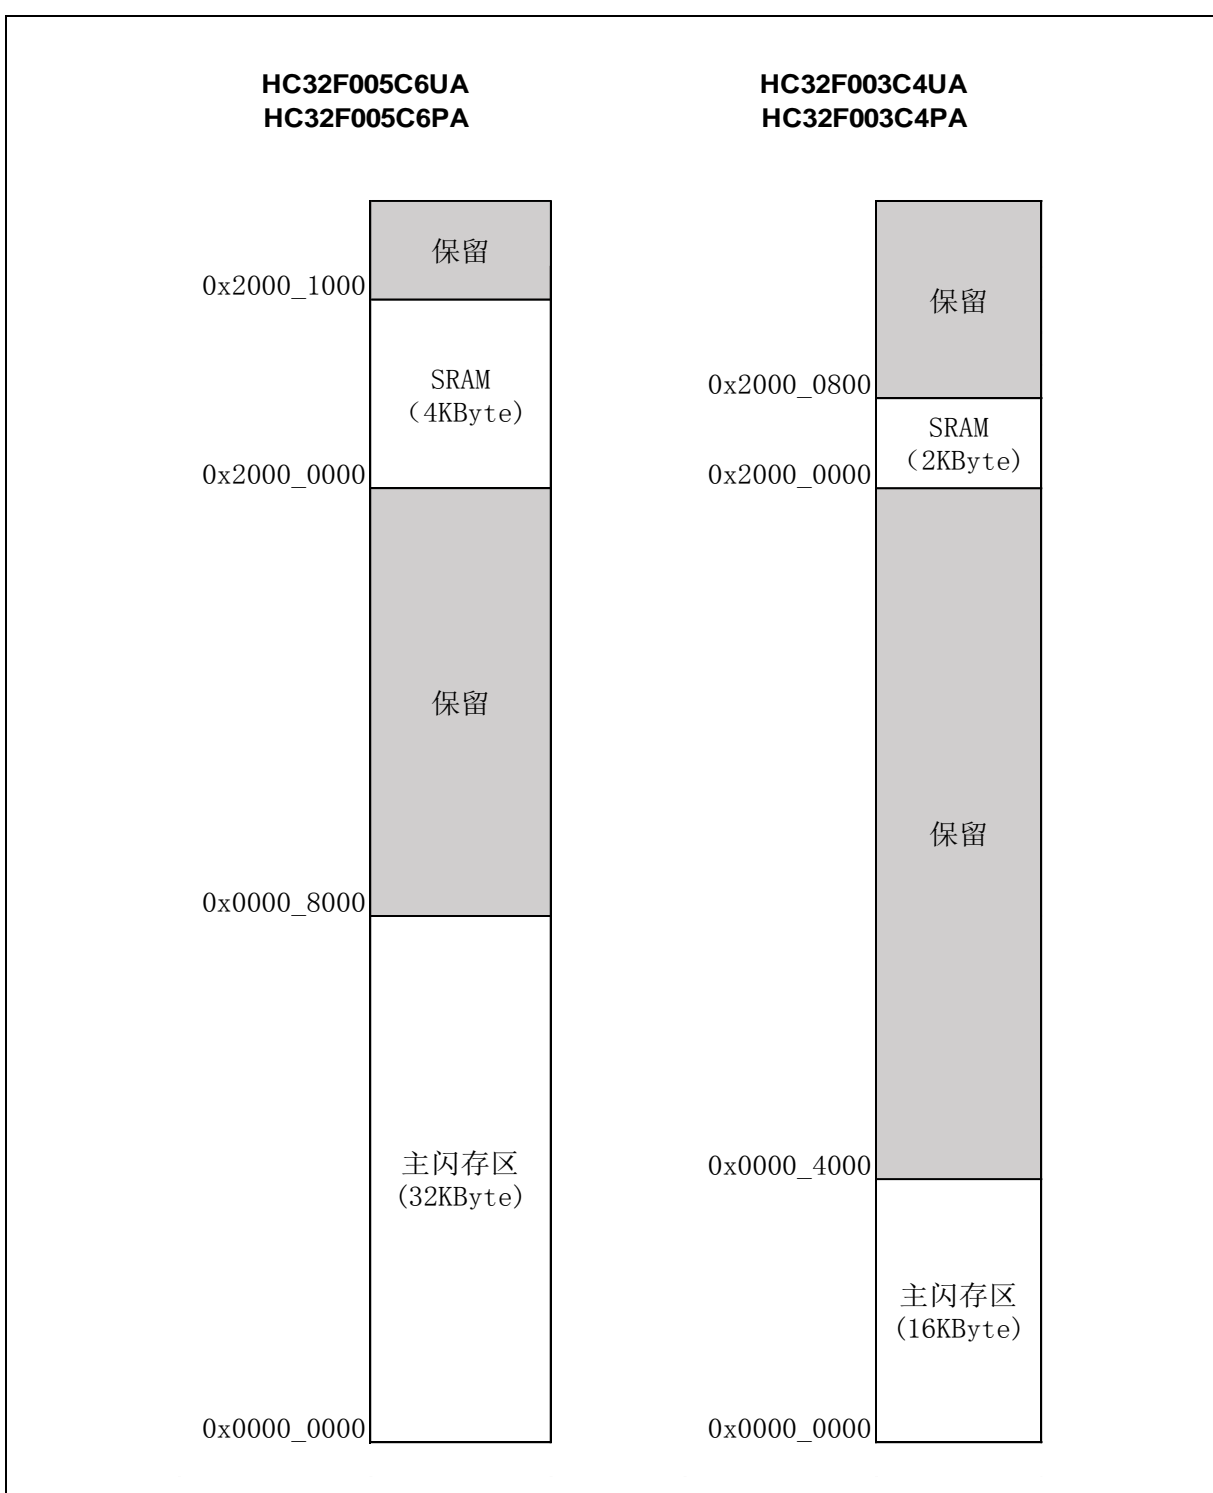 HC32F005C6UA
HC32F005C6PA
保留
0x2000_1000
SRAM
(4KByte)
0x2000_0000
保留
0x0000_8000
主闪存区
(32KByte)
0x0000_0000
HC32F003C4UA
HC32F003C4PA
保留
0x2000_0800
SRAM
(2KByte)
0x2000_0000
保留
0x0000_4000
主闪存区
(16KByte)
0x0000_0000